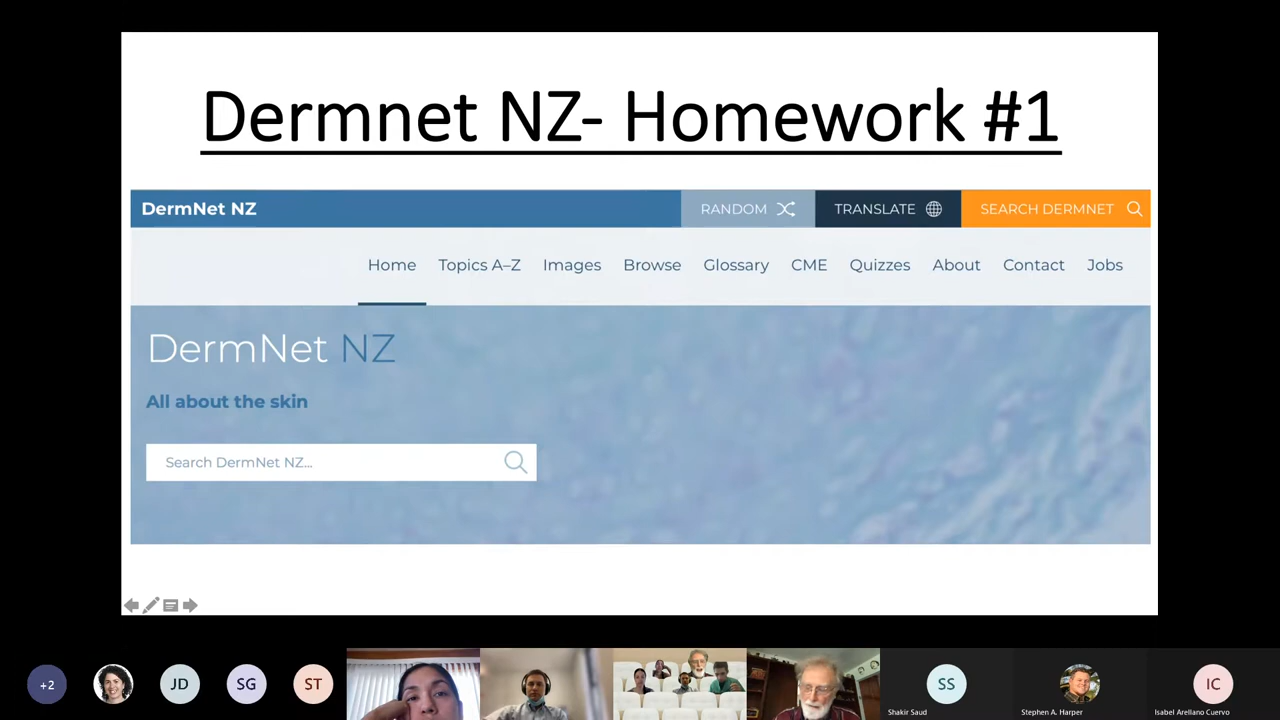 Dermnet NZ- Homework #1
DermNet NZ
RANDOM
TRANSLATE
SEARCH DERMNET
Home
Topics A–Z
Images
Browse
Glossary
CME
Quizzes
About
Contact
Jobs
DermNet NZ
All about the skin
Search DermNet NZ...
+2
JD
SG
ST
SS
IC
Shakir Saud
Stephen A. Harper
Isabel Arellano Cuervo